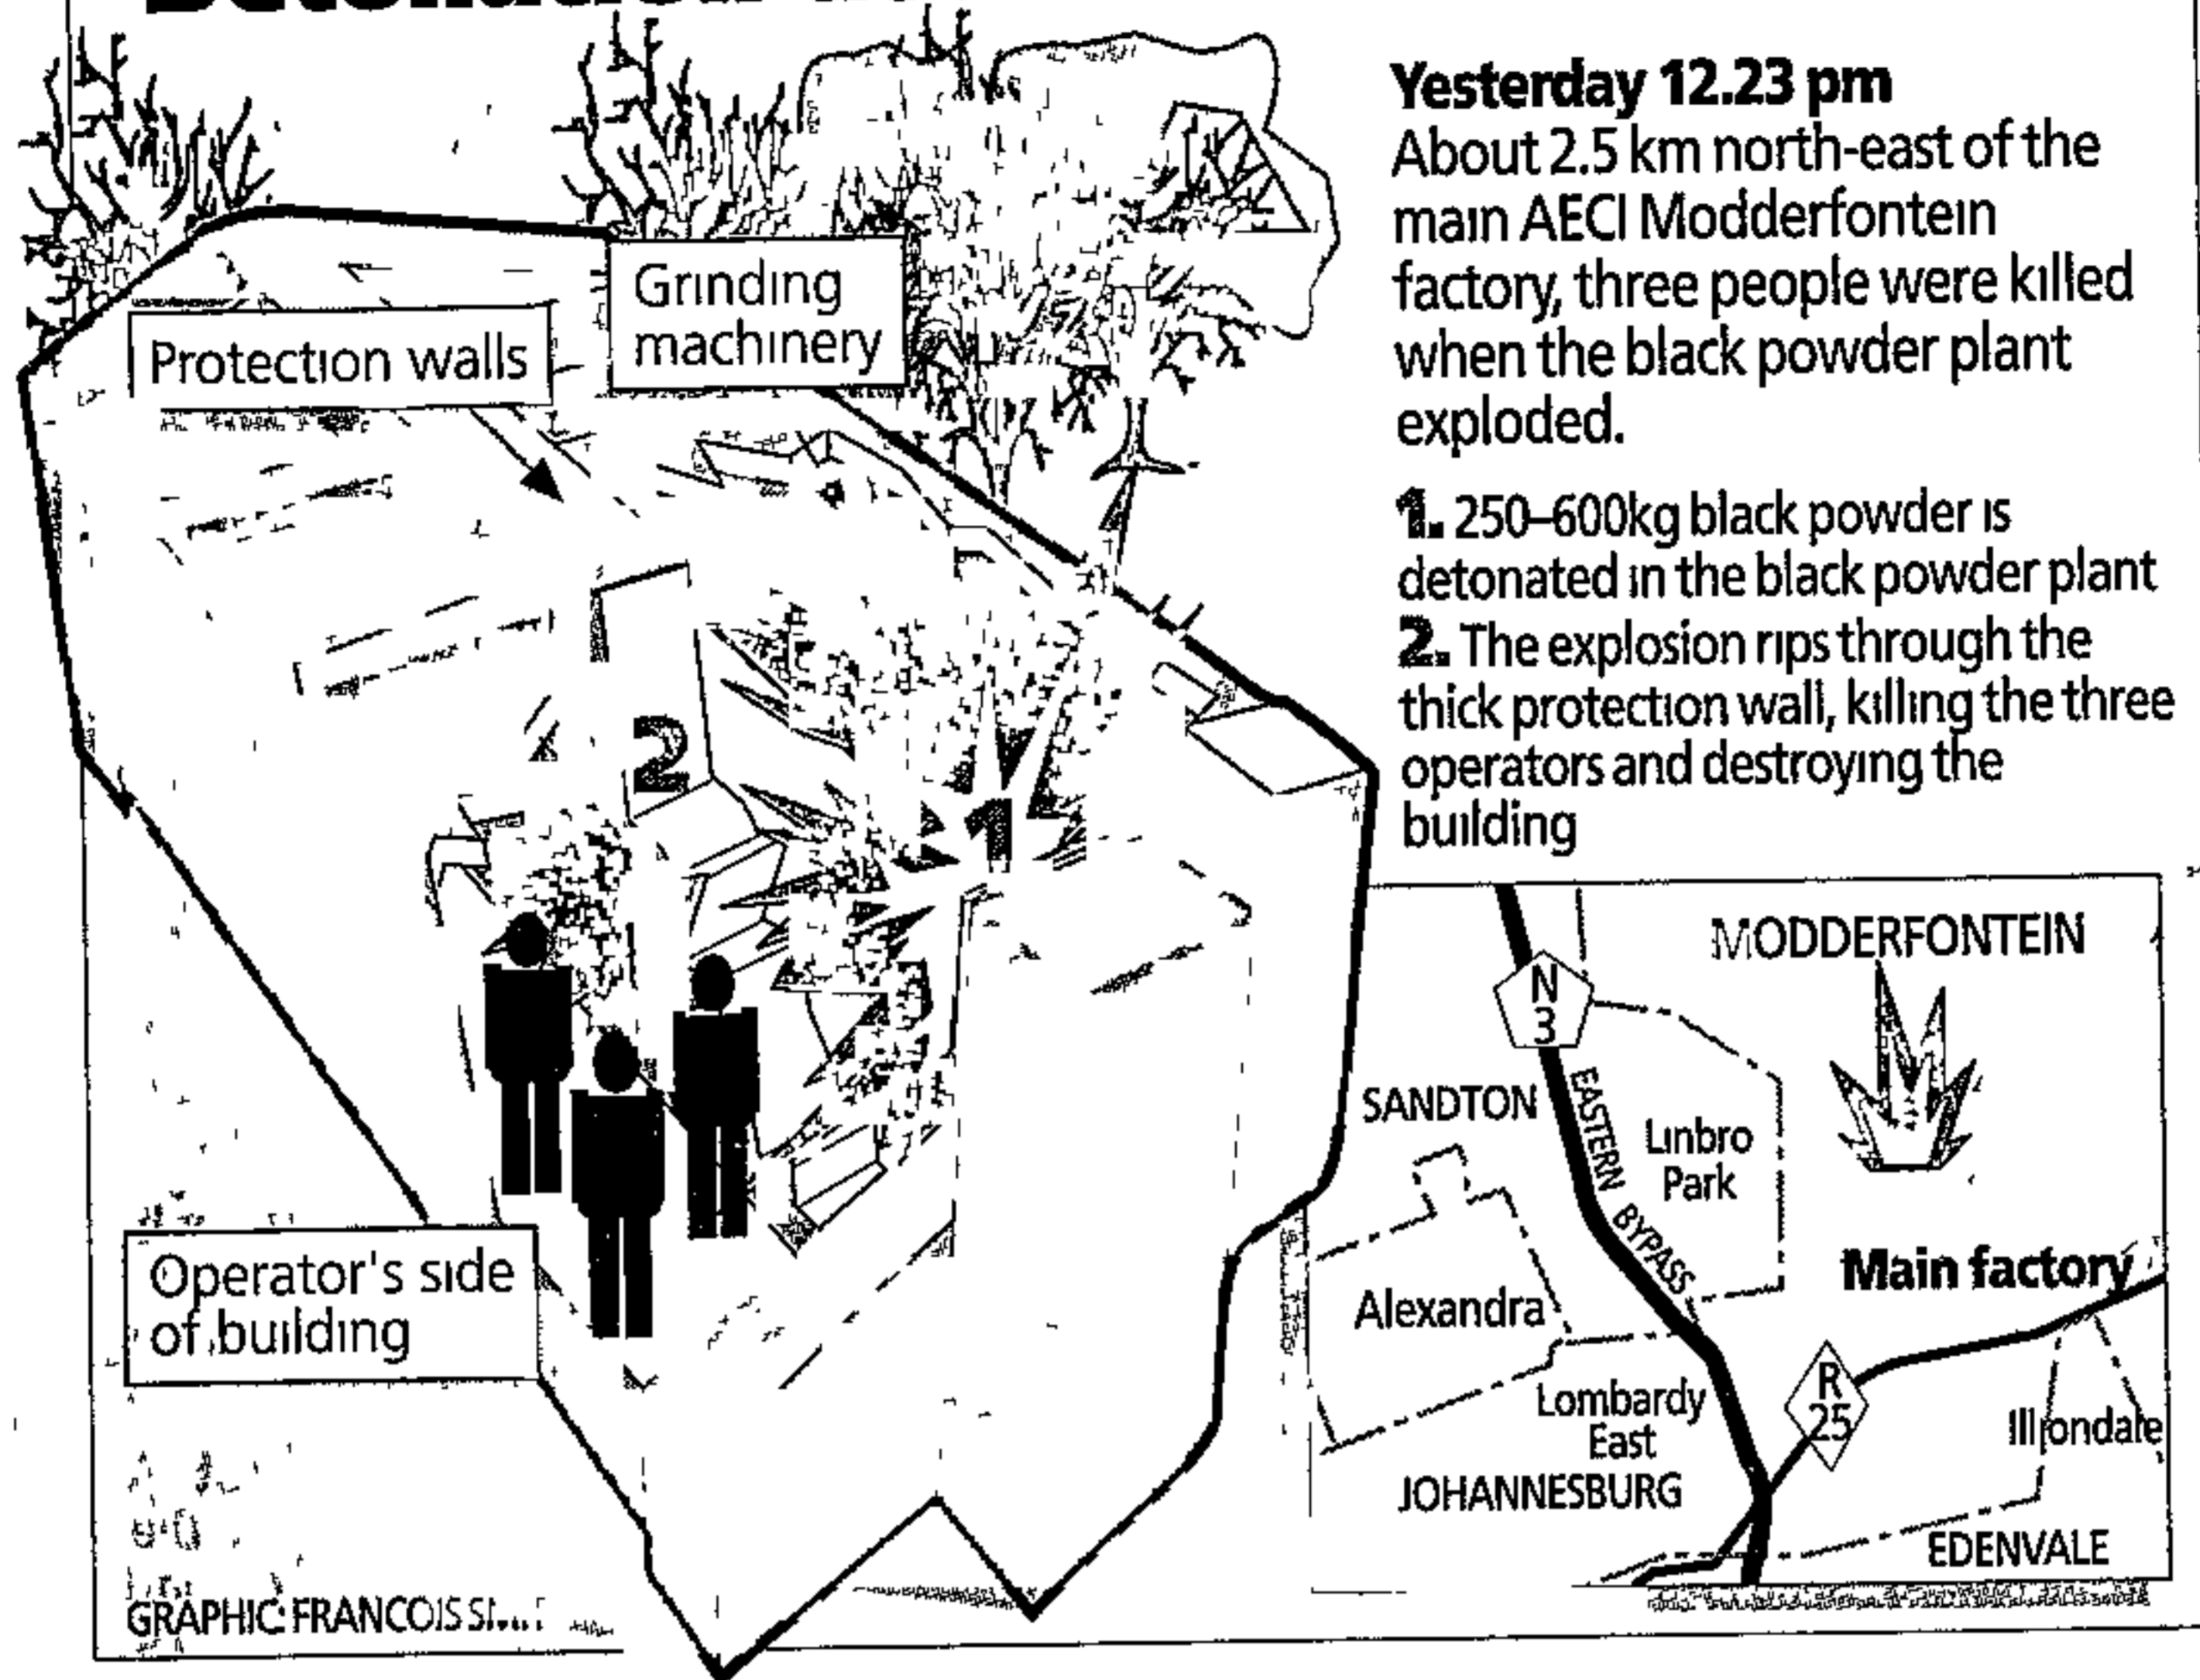 Yesterday 12.23 pm
About 2.5 km north-east of the
main AECI Modderfontein
factory, three people were killed
when the black powder plant
exploded.
1. 250–600kg black powder is
detonated in the black powder plant
2. The explosion rips through the
thick protection wall, killing the three
operators and destroying the
building
Grinding
machinery
Protection walls
2
1
Operator's side
of building
GRAPHIC: FRANCOIS
MODDERFONTEIN
N
3
SANDTON
EASTERN BYPASS
Linbro
Park
Main factory
Alexandra
R
25
Lombardy
East
JOHANNESBURG
EDENVALE